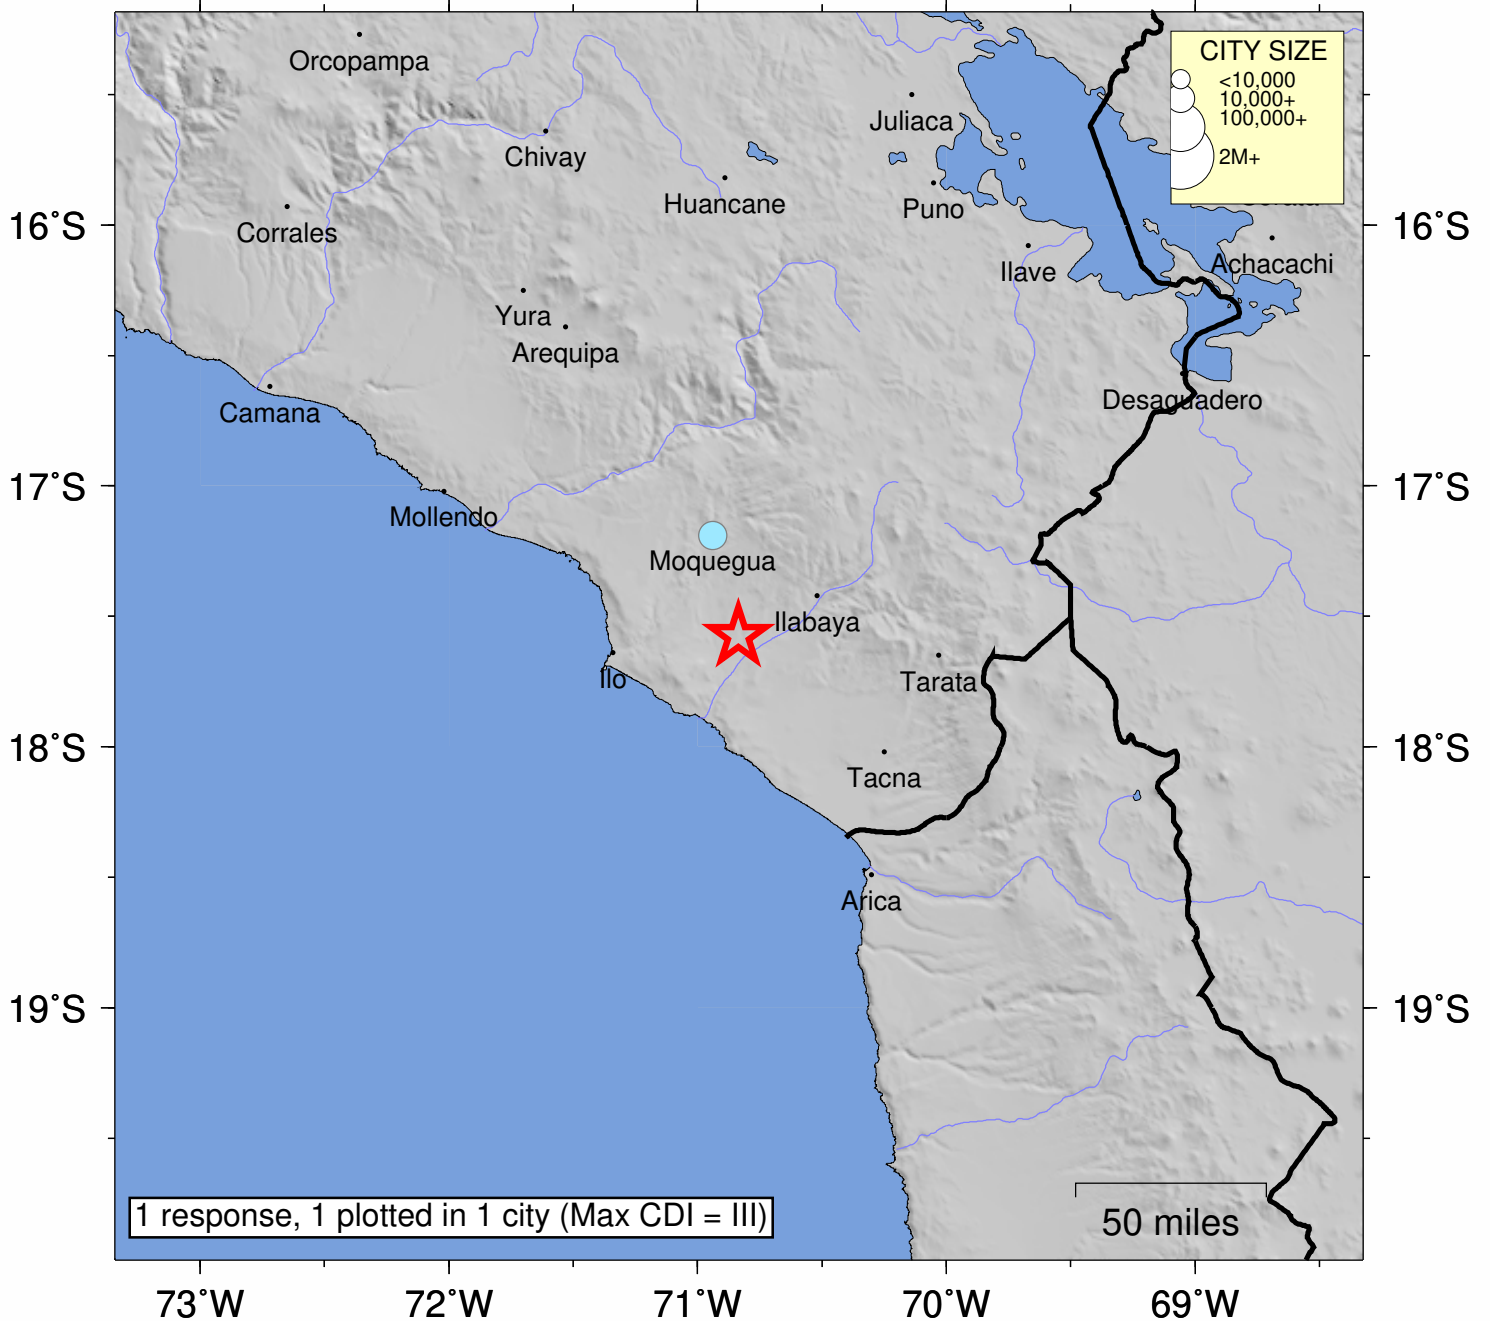 CITY SIZE
<10,000
10,000+
100,000+
2M+
Orcopampa
Juliaca
Chivay
Huancane
Puno
Corrales
16°S
16°S
Ilave
Achacachi
Yura
Arequipa
Desaguadero
Camana
17°S
17°S
Mollendo
Moquegua
Ilabaya
Ilo
Tarata
18°S
18°S
Tacna
Arica
19°S
19°S
1 response, 1 plotted in 1 city (Max CDI = III)
50 miles
73°W
72°W
71°W
70°W
69°W